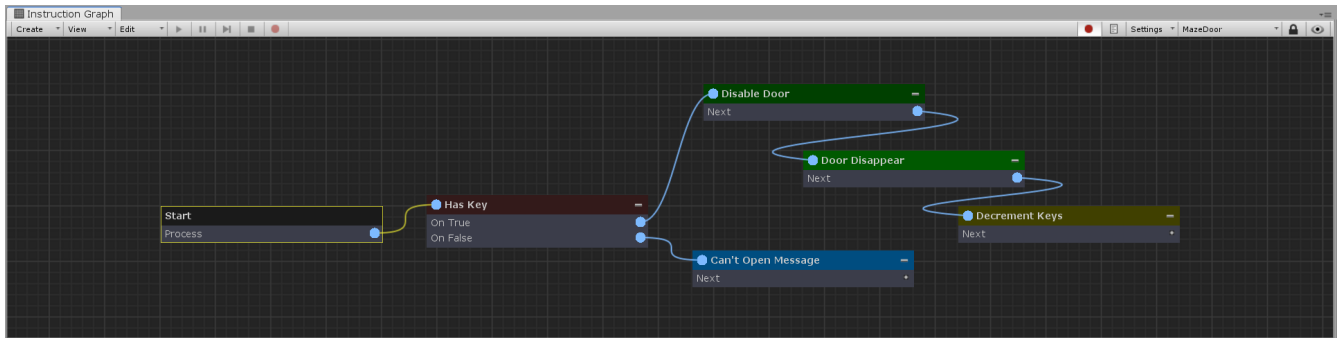 Instruction Graph
Create View Edit Settings MazeDoor
Disable Door
Next
Door Disappear
Next
Has Key
On True
On False
Start
Process
Decrement Keys
Next
Can't Open Message
Next